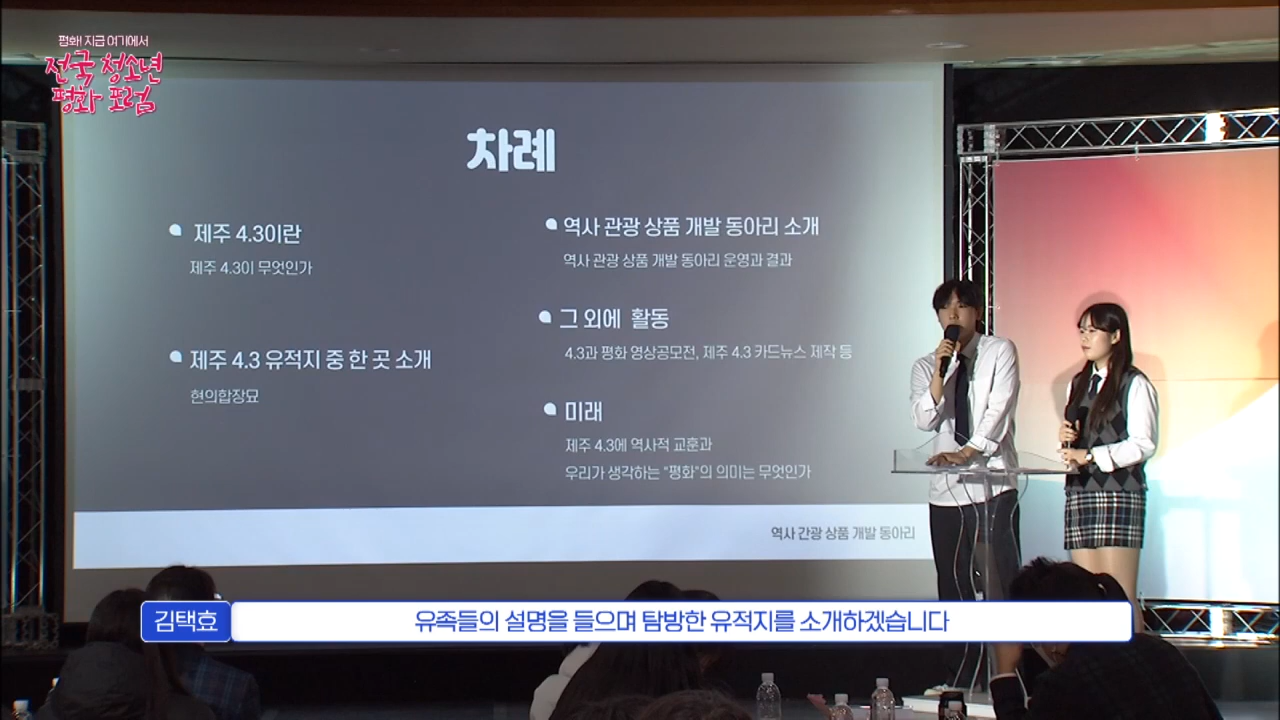 평화! 지금 여기에서
전국 청소년
평화 포럼
차례
제주 4.3이란
제주 4.3이 무엇인가
제주 4.3 유적지 중 한 곳 소개
현의합장묘
역사 관광 상품 개발 동아리 소개
역사 관광 상품 개발 동아리 운영과 결과
그 외에 활동
4.3과 평화 영상공모전, 제주 4.3 카드뉴스 제작 등
미래
제주 4.3에 역사적 교훈과
우리가 생각하는 "평화"의 의미는 무엇인가
역사 간광 상품 개발 동아리
김택효
유족들의 설명을 들으며 탐방한 유적지를 소개하겠습니다